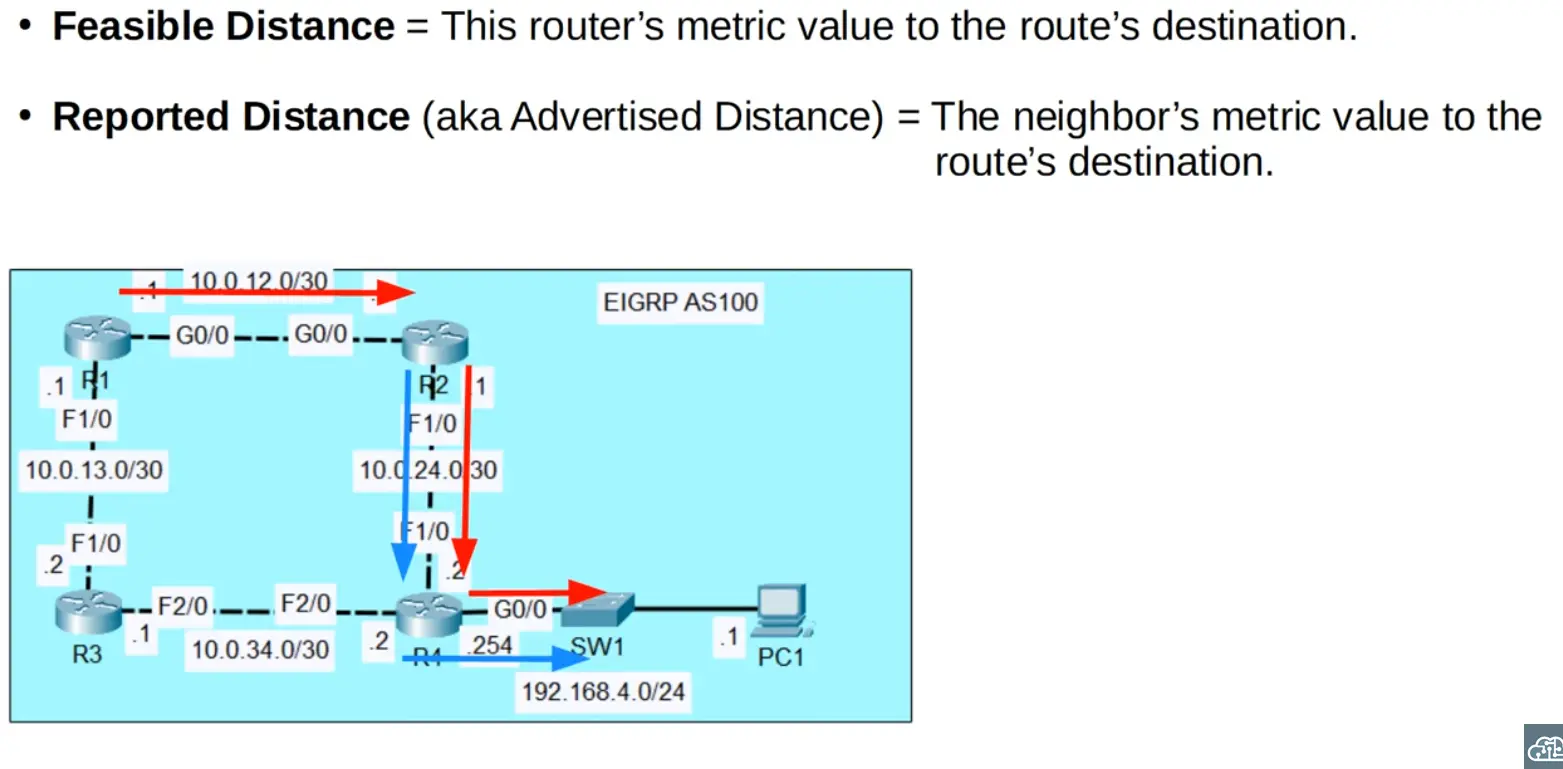 • Feasible Distance = This router's metric value to the route's destination.
• Reported Distance (aka Advertised Distance) = The neighbor's metric value to the
route's destination.
.1 10.0.12.0/30
EIGRP AS100
G0/0 G0/0
.1 R1 R2 .1
F1/0 F1/0
10.0.13.0/30 10.0.24.0/30
F1/0 F1/0
.2 .2
F2/0 F2/0 G0/0
.1 10.0.34.0/30 .2 .254 .1
R3 R4 SW1 PC1
192.168.4.0/24